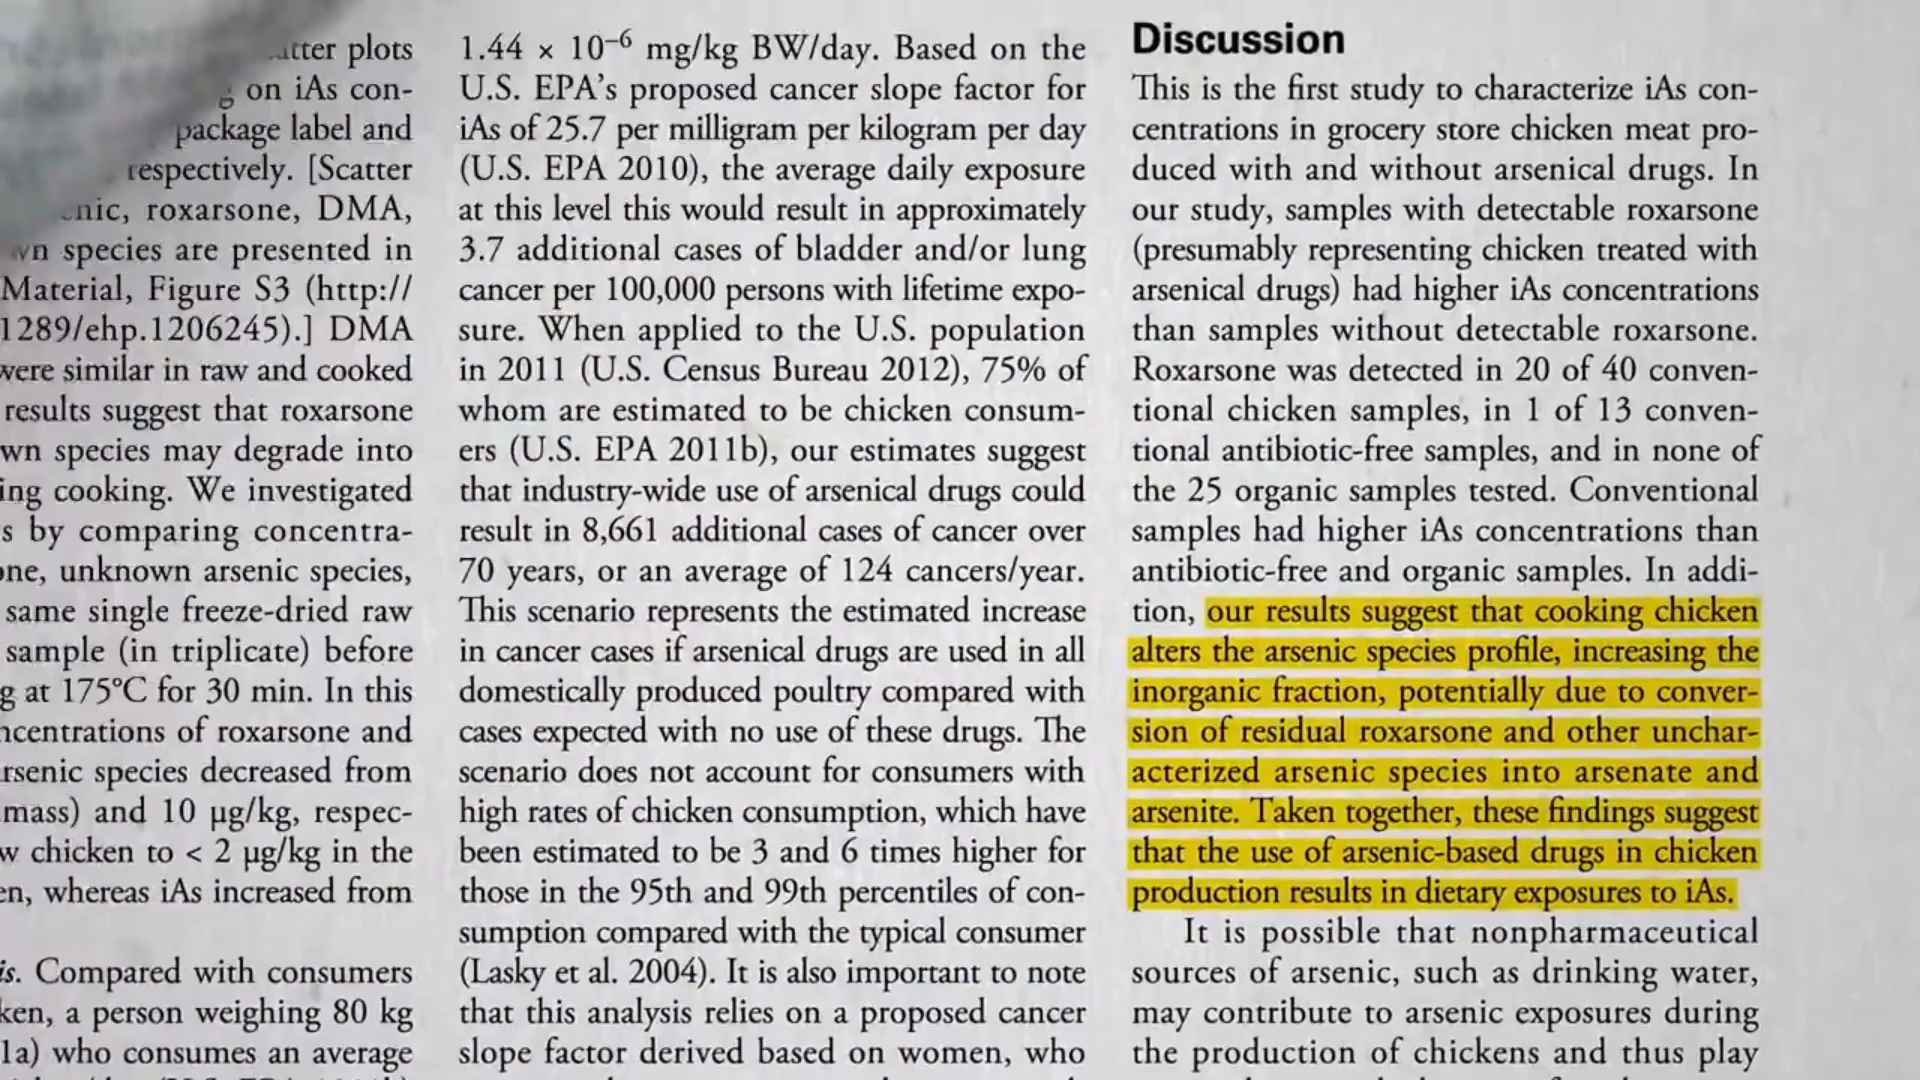 plots
on iAs con-
package label and
respectively. [Scatter
roxarsone, DMA,
species are presented in
Material, Figure S3 (http://
1289/ehp.1206245).] DMA
were similar in raw and cooked
results suggest that roxarsone
wn species may degrade into
ing cooking. We investigated
s by comparing concentra-
one, unknown arsenic species,
same single freeze-dried raw
sample (in triplicate) before
g at 175°C for 30 min. In this
ncentrations of roxarsone and
rsenic species decreased from
mass) and 10 µg/kg, respec-
w chicken to < 2 µg/kg in the
en, whereas iAs increased from
is. Compared with consumers
ken, a person weighing 80 kg
1a) who consumes an average
1.44 × 10⁻⁶ mg/kg BW/day. Based on the
U.S. EPA’s proposed cancer slope factor for
iAs of 25.7 per milligram per kilogram per day
(U.S. EPA 2010), the average daily exposure
at this level this would result in approximately
3.7 additional cases of bladder and/or lung
cancer per 100,000 persons with lifetime expo-
sure. When applied to the U.S. population
in 2011 (U.S. Census Bureau 2012), 75% of
whom are estimated to be chicken consum-
ers (U.S. EPA 2011b), our estimates suggest
that industry-wide use of arsenical drugs could
result in 8,661 additional cases of cancer over
70 years, or an average of 124 cancers/year.
This scenario represents the estimated increase
in cancer cases if arsenical drugs are used in all
domestically produced poultry compared with
cases expected with no use of these drugs. The
scenario does not account for consumers with
high rates of chicken consumption, which have
been estimated to be 3 and 6 times higher for
those in the 95th and 99th percentiles of con-
sumption compared with the typical consumer
(Lasky et al. 2004). It is also important to note
that this analysis relies on a proposed cancer
slope factor derived based on women, who
Discussion
This is the first study to characterize iAs con-
centrations in grocery store chicken meat pro-
duced with and without arsenical drugs. In
our study, samples with detectable roxarsone
(presumably representing chicken treated with
arsenical drugs) had higher iAs concentrations
than samples without detectable roxarsone.
Roxarsone was detected in 20 of 40 conven-
tional chicken samples, in 1 of 13 conven-
tional antibiotic-free samples, and in none of
the 25 organic samples tested. Conventional
samples had higher iAs concentrations than
antibiotic-free and organic samples. In addi-
tion, our results suggest that cooking chicken
alters the arsenic species profile, increasing the
inorganic fraction, potentially due to conver-
sion of residual roxarsone and other unchar-
acterized arsenic species into arsenate and
arsenite. Taken together, these findings suggest
that the use of arsenic-based drugs in chicken
production results in dietary exposures to iAs.
It is possible that nonpharmaceutical
sources of arsenic, such as drinking water,
may contribute to arsenic exposures during
the production of chickens and thus play